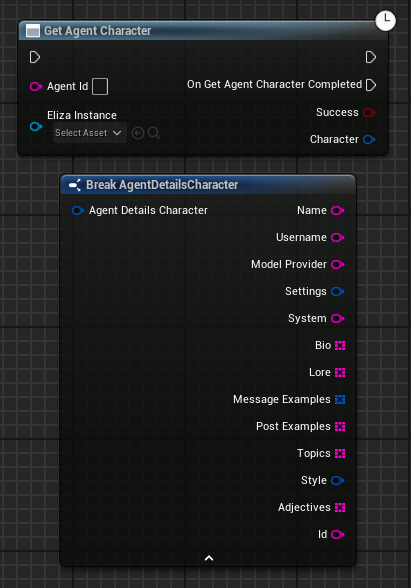 Get Agent Character
Agent Id
On Get Agent Character Completed
Eliza Instance
Select Asset
Success
Character
Break AgentDetailsCharacter
Agent Details Character
Name
Username
Model Provider
Settings
System
Bio
Lore
Message Examples
Post Examples
Topics
Style
Adjectives
Id